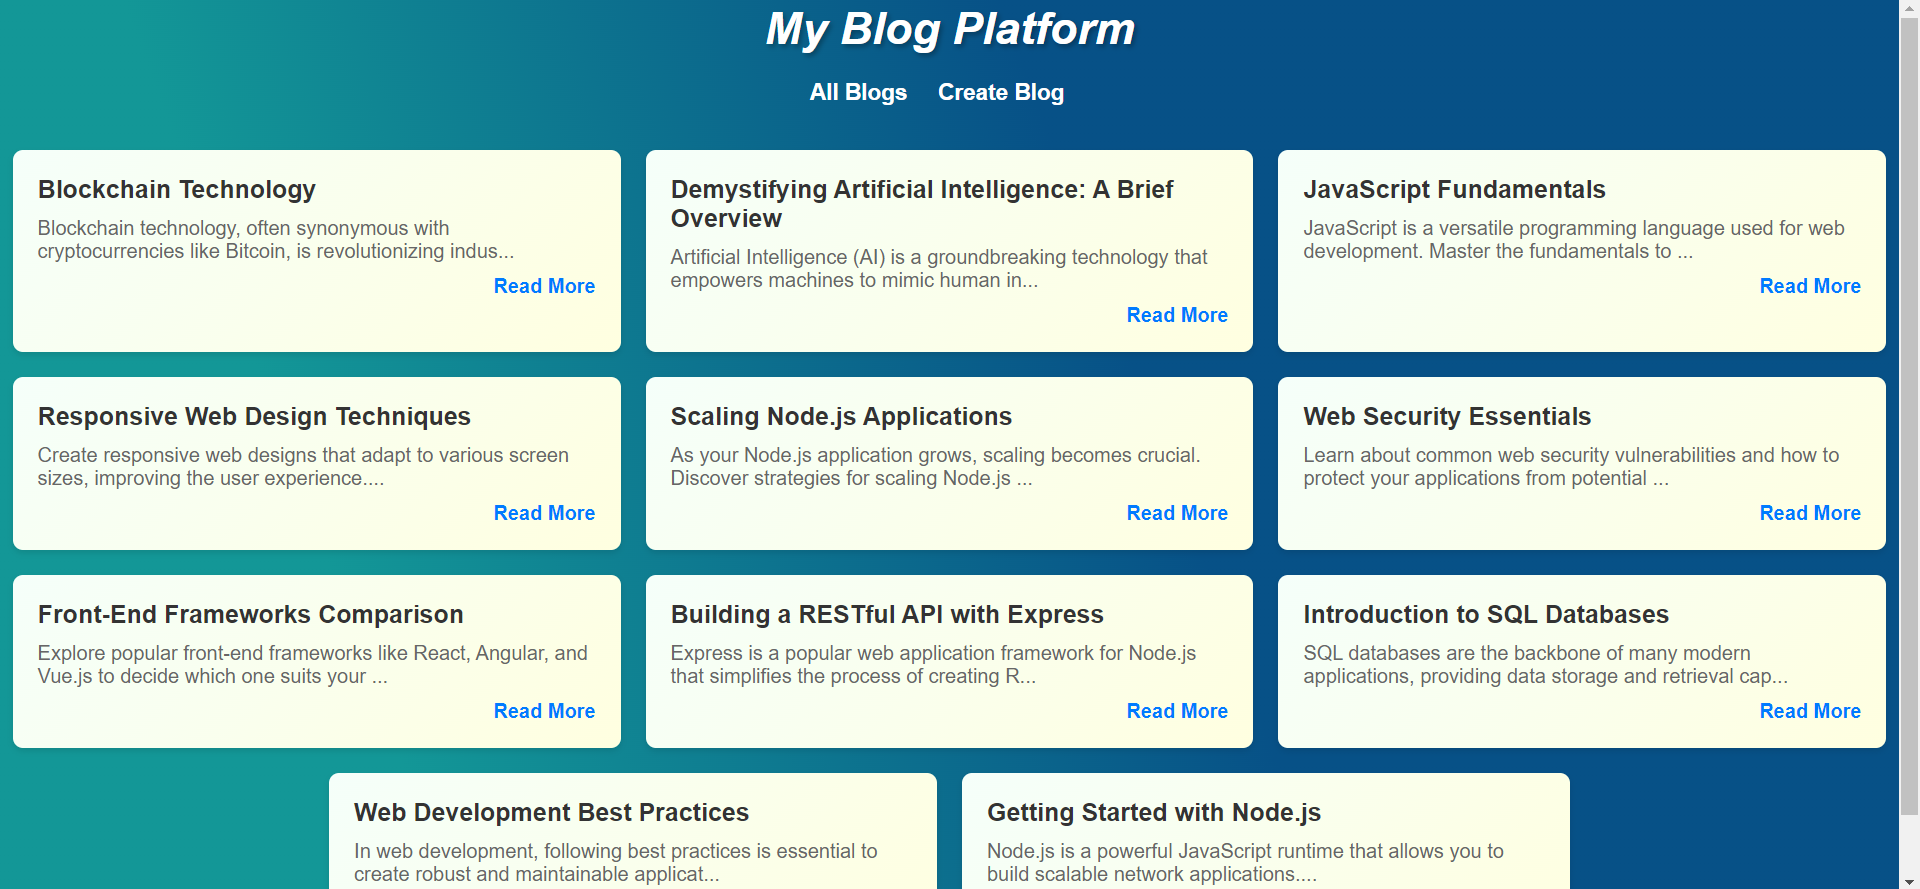 My Blog Platform
All Blogs Create Blog
Blockchain Technology
Blockchain technology, often synonymous with
cryptocurrencies like Bitcoin, is revolutionizing indus...
Read More
Demystifying Artificial Intelligence: A Brief
Overview
Artificial Intelligence (AI) is a groundbreaking technology that
empowers machines to mimic human in...
Read More
JavaScript Fundamentals
JavaScript is a versatile programming language used for web
development. Master the fundamentals to ...
Read More
Responsive Web Design Techniques
Create responsive web designs that adapt to various screen
sizes, improving the user experience....
Read More
Scaling Node.js Applications
As your Node.js application grows, scaling becomes crucial.
Discover strategies for scaling Node.js ...
Read More
Web Security Essentials
Learn about common web security vulnerabilities and how to
protect your applications from potential ...
Read More
Front-End Frameworks Comparison
Explore popular front-end frameworks like React, Angular, and
Vue.js to decide which one suits your ...
Read More
Building a RESTful API with Express
Express is a popular web application framework for Node.js
that simplifies the process of creating R...
Read More
Introduction to SQL Databases
SQL databases are the backbone of many modern
applications, providing data storage and retrieval cap...
Read More
Web Development Best Practices
In web development, following best practices is essential to
create robust and maintainable applicat...
Getting Started with Node.js
Node.js is a powerful JavaScript runtime that allows you to
build scalable network applications....